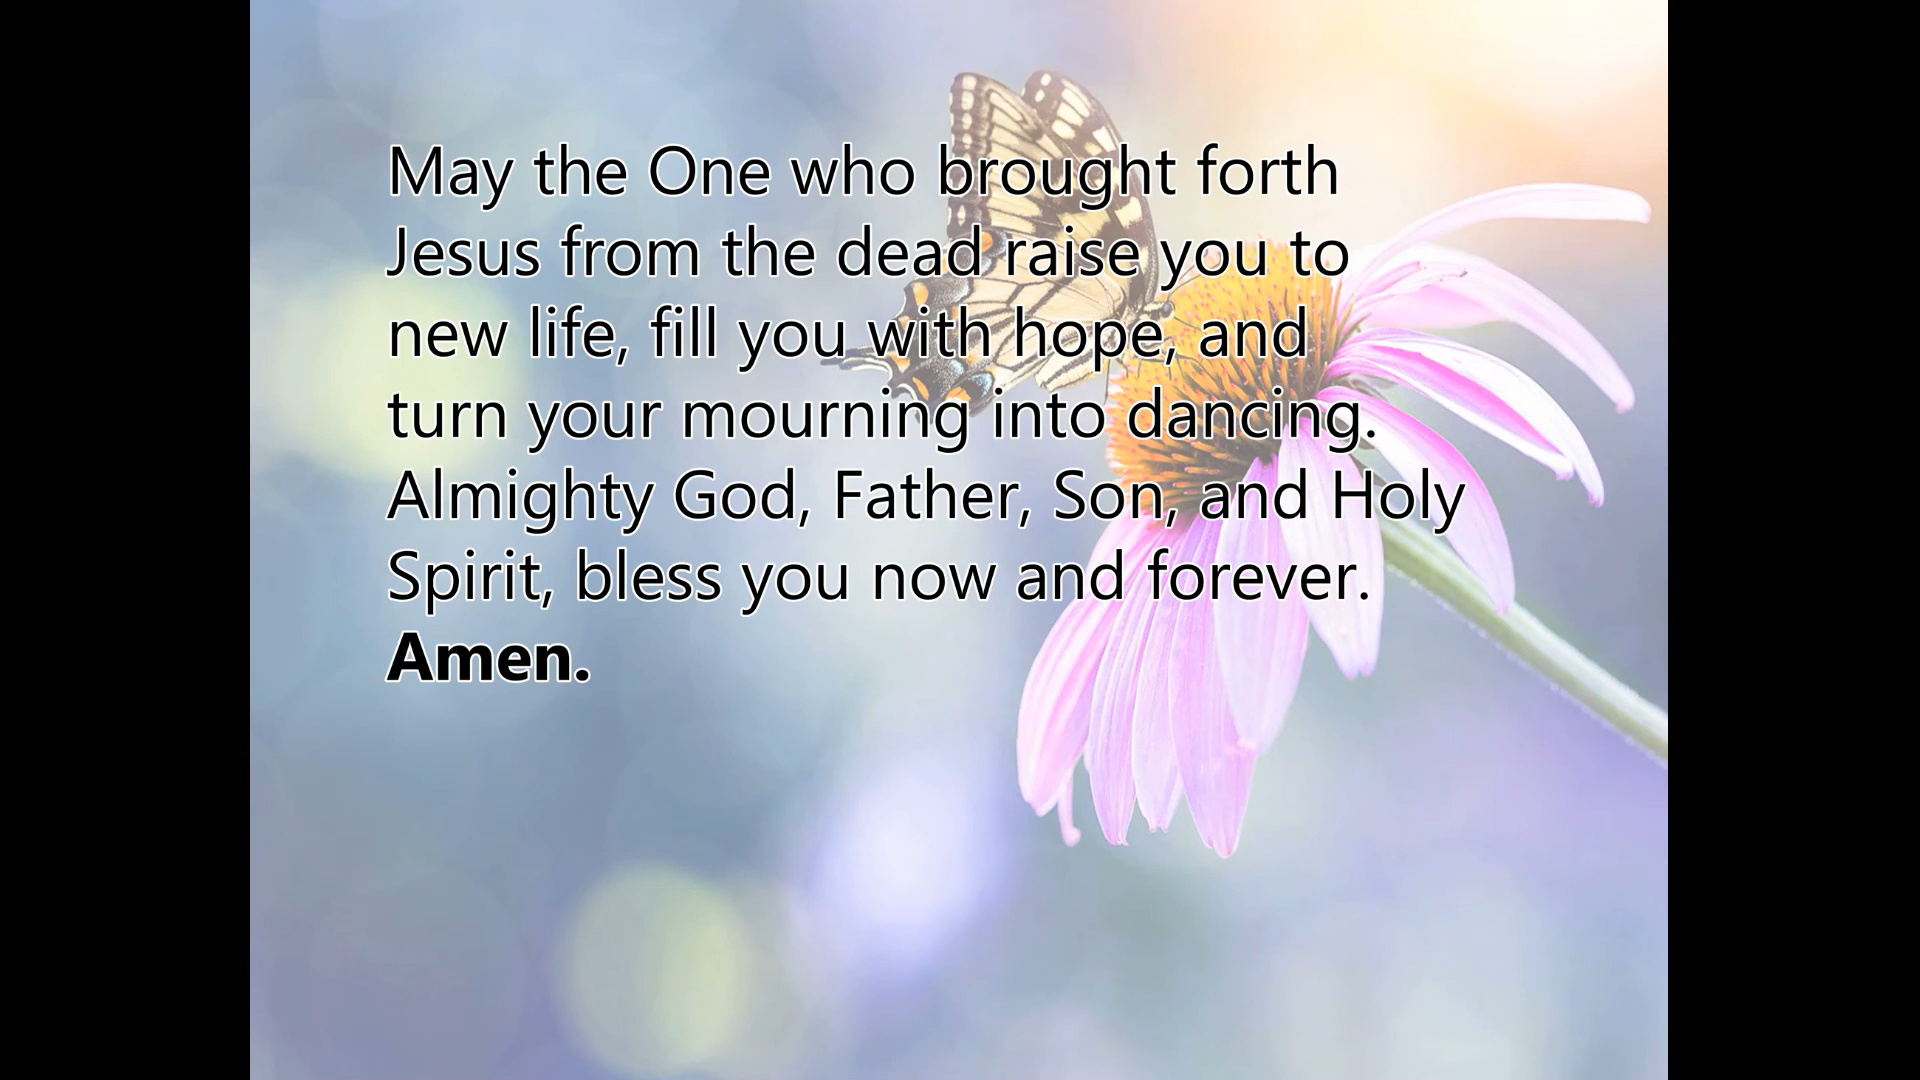 May the One who brought forth
Jesus from the dead raise you to
new life, fill you with hope, and
turn your mourning into dancing.
Almighty God, Father, Son, and Holy
Spirit, bless you now and forever.
Amen.